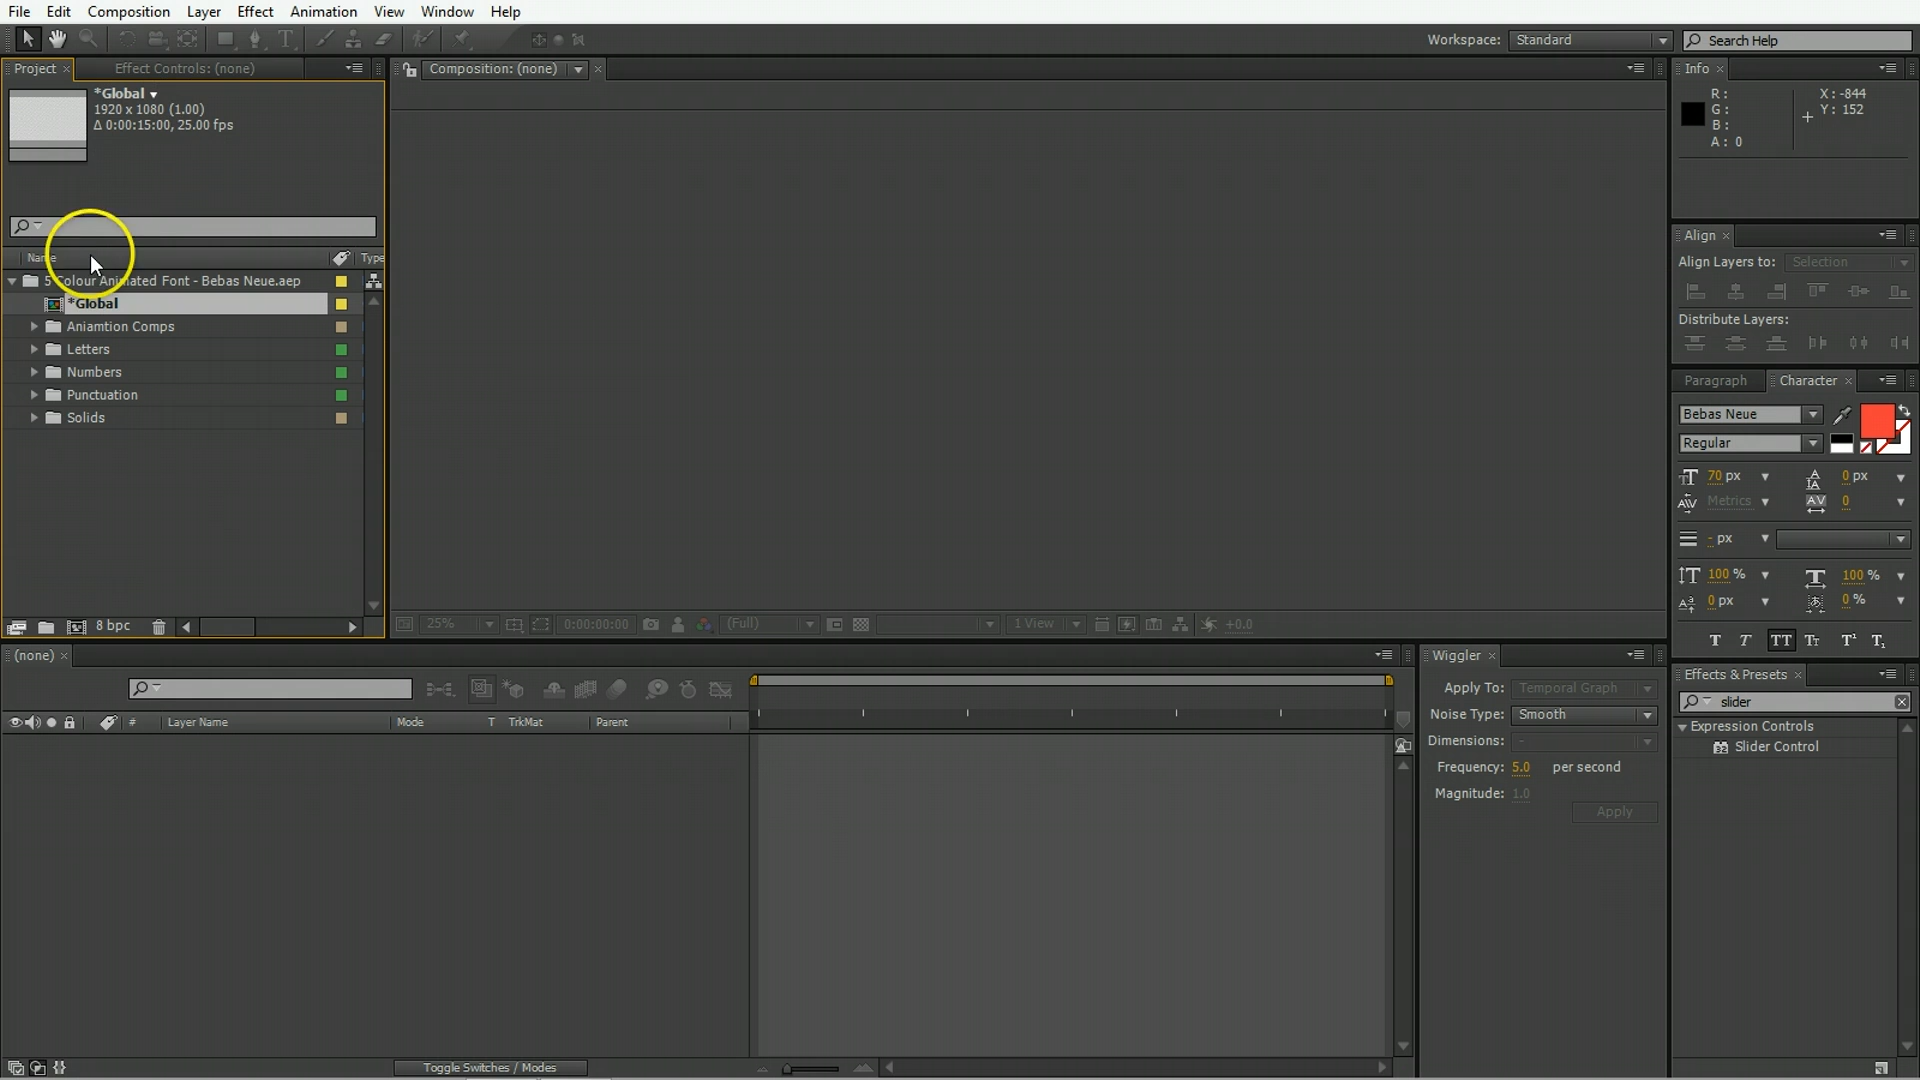 File Edit Composition Layer Effect Animation View Window Help
Workspace: Standard
Search Help
Project
Effect Controls: (none)
*Global
1920 x 1080 (1.00)
Δ 0:00:15:00, 25.00 fps
Name
Type
5 Colour Animated Font - Bebas Neue.aep
*Global
Aniamtion Comps
Letters
Numbers
Punctuation
Solids
8 bpc
Composition: (none)
25%
0:00:00:00
(Full)
1 View
+0.0
Info
R:
G:
B:
A: 0
X: -844
Y: 152
Align
Align Layers to: Selection
Distribute Layers:
Paragraph
Character
Bebas Neue
Regular
70 px
0 px
Metrics
0
- px
100 %
100 %
0 px
0 %
T T TT Tt T¹ T₁
(none)
# Layer Name Mode T TrkMat Parent
Toggle Switches / Modes
Wiggler
Apply To: Temporal Graph
Noise Type: Smooth
Dimensions: -
Frequency: 5.0 per second
Magnitude: 1.0
Apply
Effects & Presets
slider
Expression Controls
Slider Control